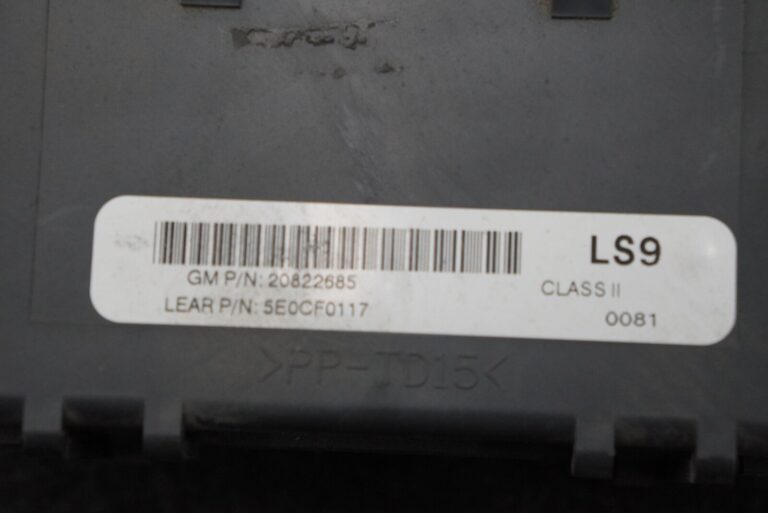 LS9
GM P/N: 20822685
CLASS II
LEAR P/N: 5E0CF0117
0081
>PP-TD15<